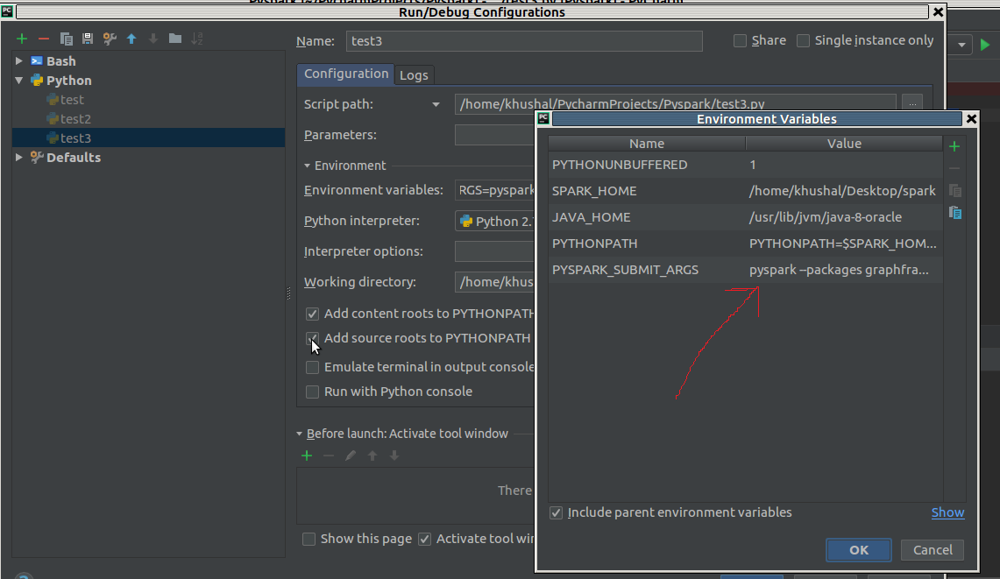 Run/Debug Configurations
Name: test3 Share Single instance only
Bash
Python
test
test2
test3
Defaults
Configuration Logs
Script path: /home/khushal/PycharmProjects/Pyspark/test3.py ...
Parameters:
Environment
Environment variables: RGS=pyspark
Python interpreter: Python 2.
Interpreter options:
Working directory: /home/khus
Add content roots to PYTHONPATH
Add source roots to PYTHONPATH
Emulate terminal in output console
Run with Python console
Before launch: Activate tool window
There
Show this page Activate tool wi
Environment Variables
Name Value
PYTHONUNBUFFERED 1
SPARK_HOME /home/khushal/Desktop/spark
JAVA_HOME /usr/lib/jvm/java-8-oracle
PYTHONPATH PYTHONPATH=$SPARK_HOM...
PYSPARK_SUBMIT_ARGS pyspark --packages graphfra...
Include parent environment variables Show
OK Cancel